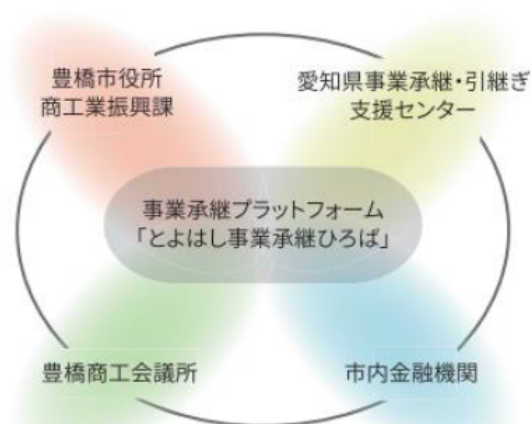 豊橋市役所
商工業振興課
愛知県事業承継・引継ぎ
支援センター
事業承継プラットフォーム
「とよはし事業承継ひろば」
豊橋商工会議所
市内金融機関